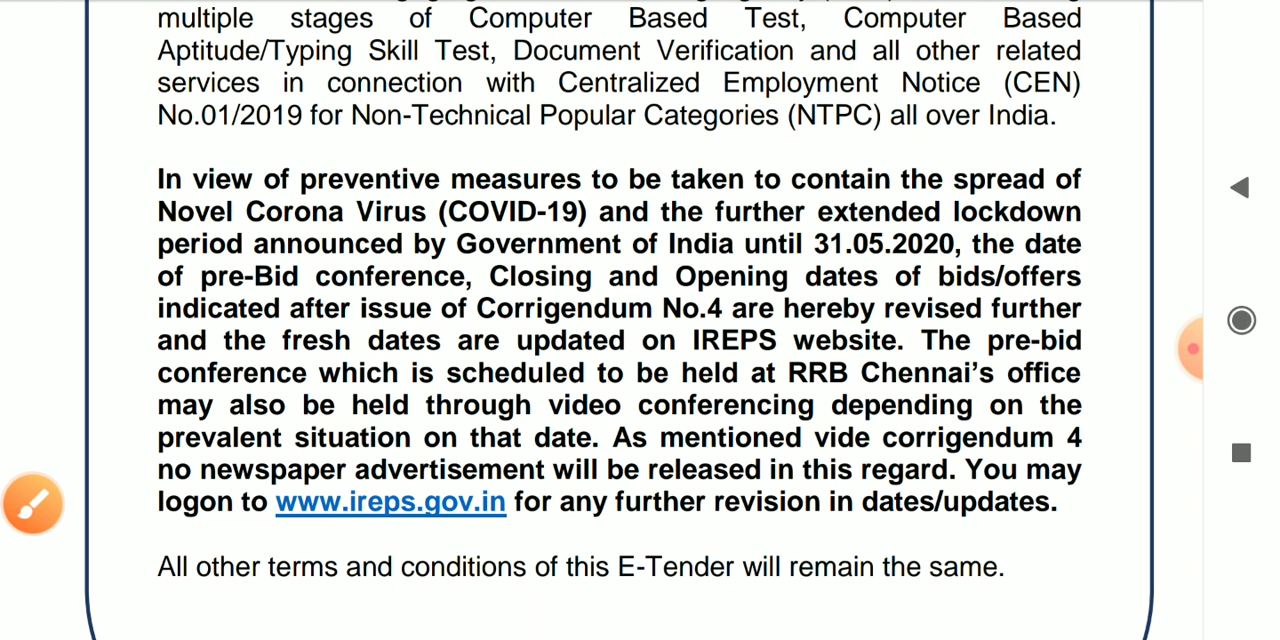 multiple stages of Computer Based Test, Computer Based
Aptitude/Typing Skill Test, Document Verification and all other related
services in connection with Centralized Employment Notice (CEN)
No.01/2019 for Non-Technical Popular Categories (NTPC) all over India.
In view of preventive measures to be taken to contain the spread of
Novel Corona Virus (COVID-19) and the further extended lockdown
period announced by Government of India until 31.05.2020, the date
of pre-Bid conference, Closing and Opening dates of bids/offers
indicated after issue of Corrigendum No.4 are hereby revised further
and the fresh dates are updated on IREPS website. The pre-bid
conference which is scheduled to be held at RRB Chennai's office
may also be held through video conferencing depending on the
prevalent situation on that date. As mentioned vide corrigendum 4
no newspaper advertisement will be released in this regard. You may
logon to www.ireps.gov.in for any further revision in dates/updates.
All other terms and conditions of this E-Tender will remain the same.